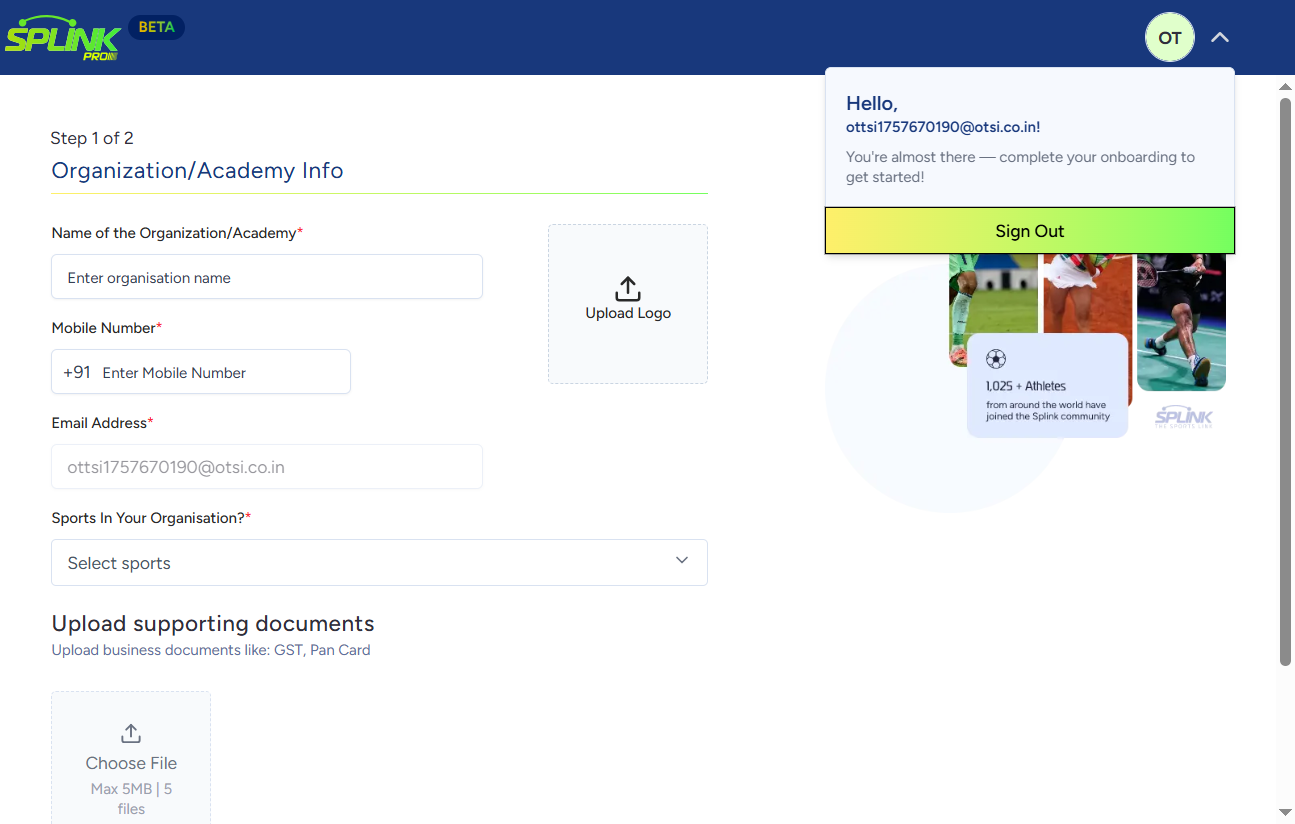 SPLINK
PRO
BETA
OT
Hello,
ottsi1757670190@otsi.co.in!
You're almost there — complete your onboarding to
get started!
Sign Out
Step 1 of 2
Organization/Academy Info
Name of the Organization/Academy*
Enter organisation name
Upload Logo
Mobile Number*
+91 Enter Mobile Number
Email Address*
ottsi1757670190@otsi.co.in
Sports In Your Organisation?*
Select sports
Upload supporting documents
Upload business documents like: GST, Pan Card
Choose File
Max 5MB | 5
files
1,025 + Athletes
from around the world have
joined the Splink community
SPLINK
THE SPORTS LINK